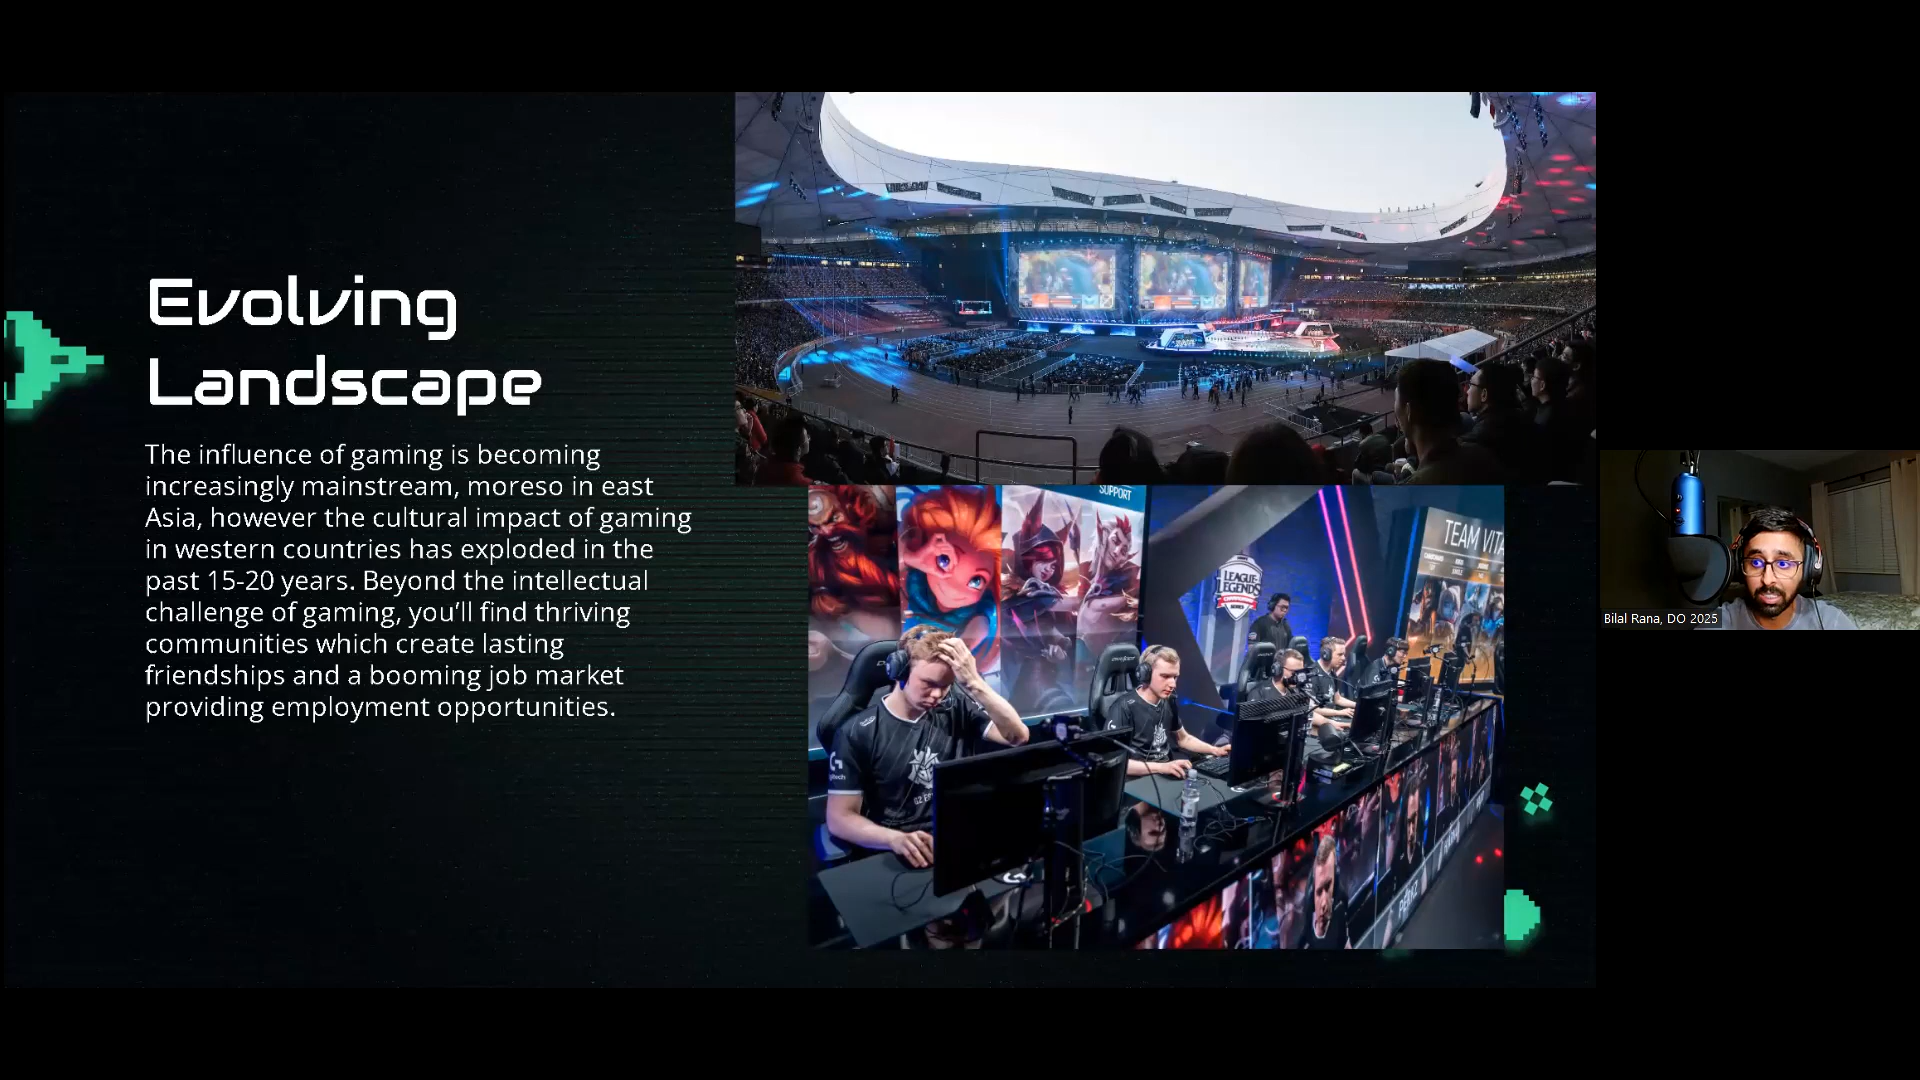 Evolving
Landscape
The influence of gaming is becoming
increasingly mainstream, moreso in east
Asia, however the cultural impact of gaming
in western countries has exploded in the
past 15-20 years. Beyond the intellectual
challenge of gaming, you’ll find thriving
communities which create lasting
friendships and a booming job market
providing employment opportunities.
SUPPORT
TEAM VITA
LEAGUE
LEGENDS
Bilal Rana, DO 2025